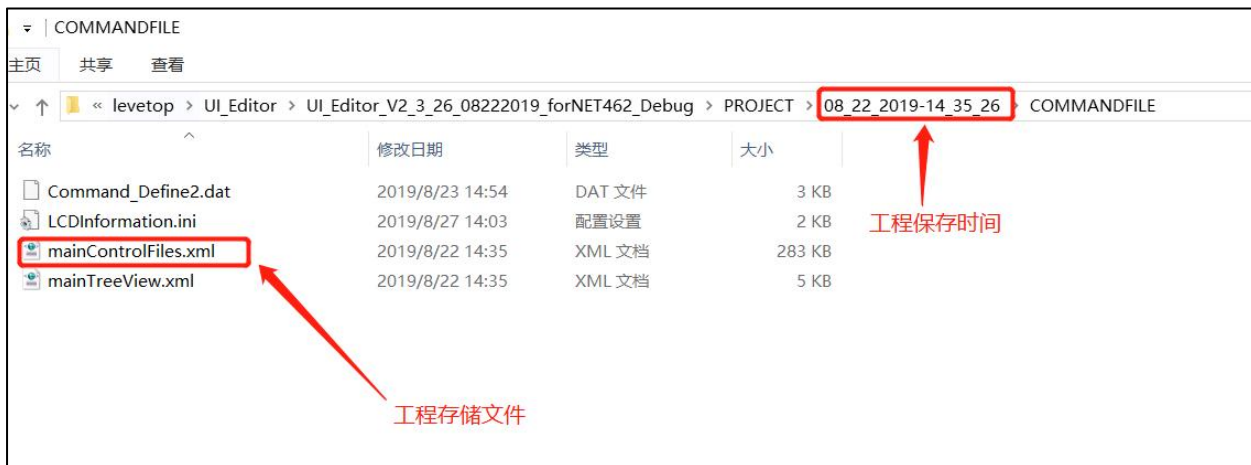 COMMANDFILE
主页 共享 查看
« levetop > UI_Editor > UI_Editor_V2_3_26_08222019_forNET462_Debug > PROJECT > 08_22_2019-14_35_26 > COMMANDFILE
名称 修改日期 类型 大小
Command_Define2.dat 2019/8/23 14:54 DAT 文件 3 KB
LCDInformation.ini 2019/8/27 14:03 配置设置 2 KB
工程保存时间
mainControlFiles.xml 2019/8/22 14:35 XML 文档 283 KB
mainTreeView.xml 2019/8/22 14:35 XML 文档 5 KB
工程存储文件